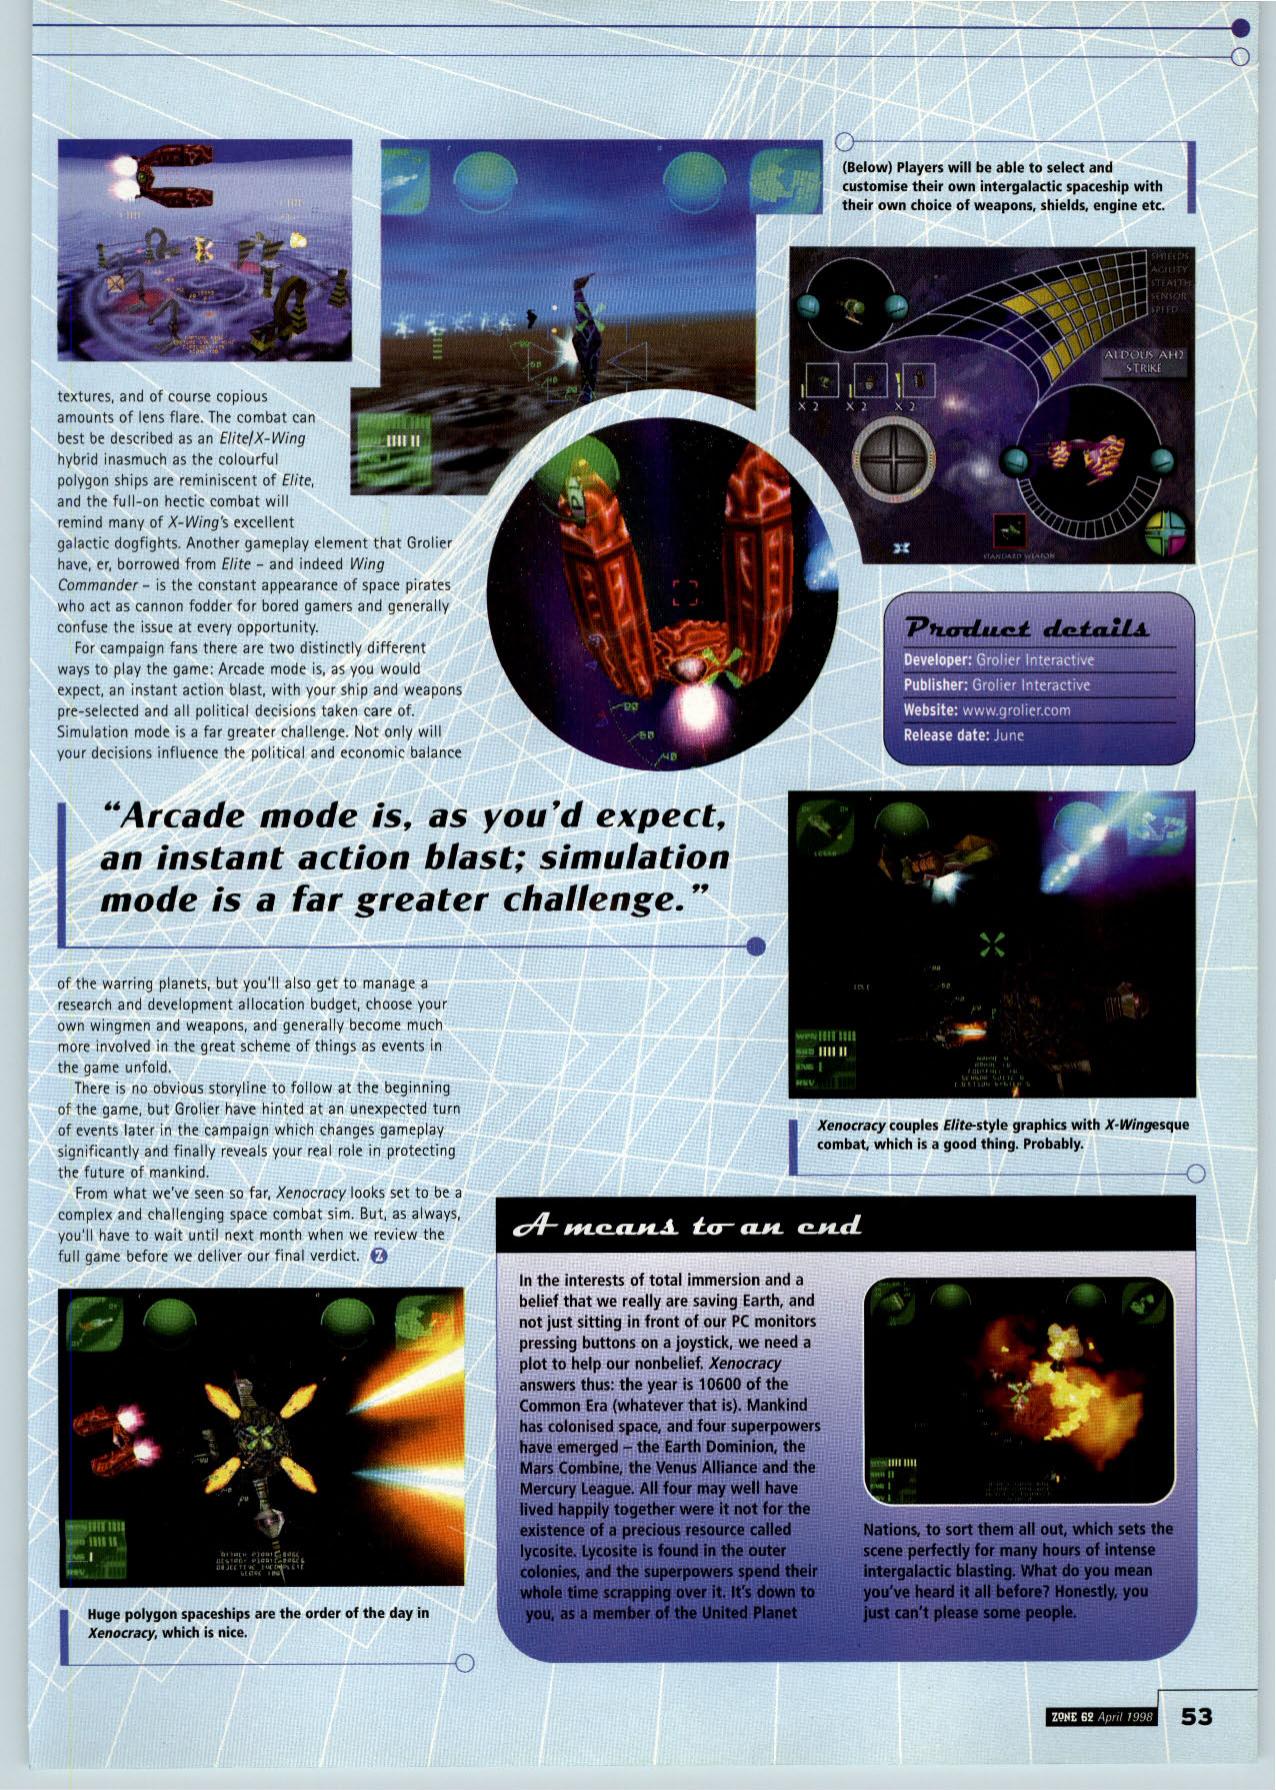 (Below) Players will be able to select and
customise their own intergalactic spaceship with
their own choice of weapons, shields, engine etc.
SHIELDS
AGILITY
STEALTH
SENSOR
SPEED
ALDOUS AH2
STRIKE
X 2
X 2
X 2
STANDARD WEAPON
textures, and of course copious
amounts of lens flare. The combat can
best be described as an Elite/X-Wing
hybrid inasmuch as the colourful
polygon ships are reminiscent of Elite,
and the full-on hectic combat will
remind many of X-Wing's excellent
galactic dogfights. Another gameplay element that Grolier
have, er, borrowed from Elite – and indeed Wing
Commander – is the constant appearance of space pirates
who act as cannon fodder for bored gamers and generally
confuse the issue at every opportunity.
For campaign fans there are two distinctly different
ways to play the game: Arcade mode is, as you would
expect, an instant action blast, with your ship and weapons
pre-selected and all political decisions taken care of.
Simulation mode is a far greater challenge. Not only will
your decisions influence the political and economic balance
Product details
Developer: Grolier Interactive
Publisher: Grolier Interactive
Website: www.grolier.com
Release date: June
"Arcade mode is, as you'd expect,
an instant action blast; simulation
mode is a far greater challenge."
of the warring planets, but you'll also get to manage a
research and development allocation budget, choose your
own wingmen and weapons, and generally become much
more involved in the great scheme of things as events in
the game unfold.
There is no obvious storyline to follow at the beginning
of the game, but Grolier have hinted at an unexpected turn
of events later in the campaign which changes gameplay
significantly and finally reveals your real role in protecting
the future of mankind.
From what we've seen so far, Xenocracy looks set to be a
complex and challenging space combat sim. But, as always,
you'll have to wait until next month when we review the
full game before we deliver our final verdict. Z
Xenocracy couples Elite-style graphics with X-Wingesque
combat, which is a good thing. Probably.
ATTACK PIRATE BASE
DESTROY PIRATE BASE
OBJECTIVE INCOMPLETE
Huge polygon spaceships are the order of the day in
Xenocracy, which is nice.
A means to an end
In the interests of total immersion and a
belief that we really are saving Earth, and
not just sitting in front of our PC monitors
pressing buttons on a joystick, we need a
plot to help our nonbelief. Xenocracy
answers thus: the year is 10600 of the
Common Era (whatever that is). Mankind
has colonised space, and four superpowers
have emerged – the Earth Dominion, the
Mars Combine, the Venus Alliance and the
Mercury League. All four may well have
lived happily together were it not for the
existence of a precious resource called
lycosite. Lycosite is found in the outer
colonies, and the superpowers spend their
whole time scrapping over it. It's down to
you, as a member of the United Planet
Nations, to sort them all out, which sets the
scene perfectly for many hours of intense
intergalactic blasting. What do you mean
you've heard it all before? Honestly, you
just can't please some people.
ZONE 62 April 1998 53